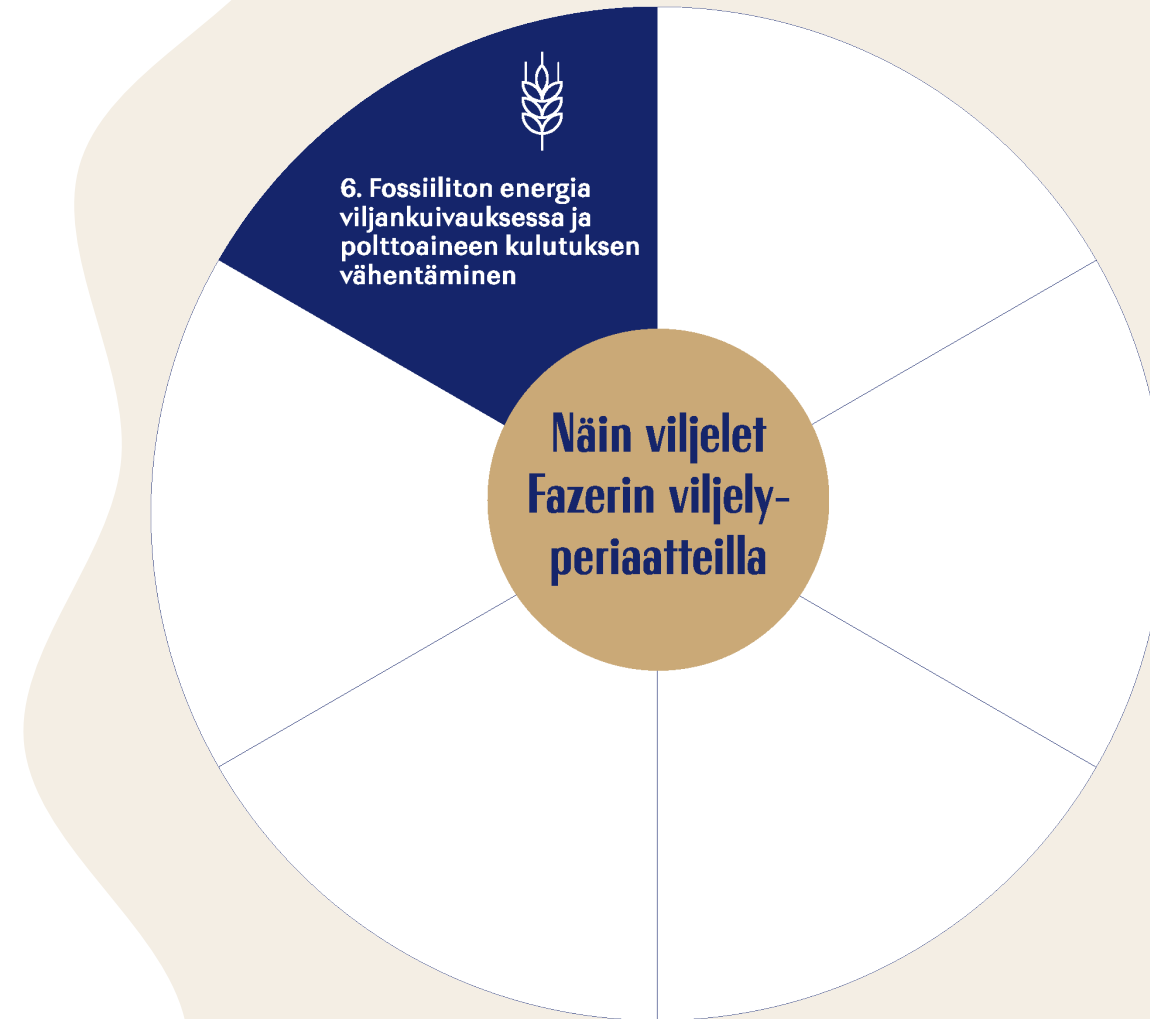 6. Fossiiliton energia
viljankuivauksessa ja
polttoaineen kulutuksen
vähentäminen
Näin viljelet
Fazerin viljely-
periaatteilla